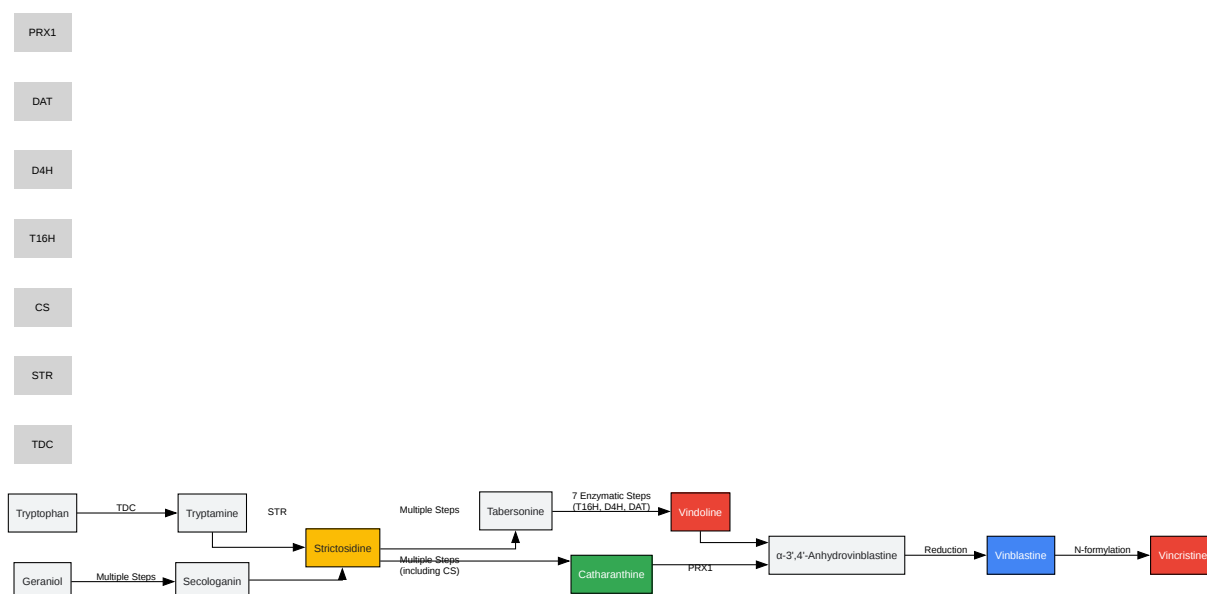 PRX1
DAT
D4H
T16H
CS
STR
TDC
Tryptophan
TDC
Tryptamine
STR
Multiple Steps
Tabersonine
7 Enzymatic Steps
(T16H, D4H, DAT)
Vindoline
Strictosidine
Multiple Steps
(including CS)
α-3',4'-Anhydrovinblastine
Reduction
Vinblastine
N-formylation
Vincristine
Geraniol
Multiple Steps
Secologanin
Catharanthine
PRX1